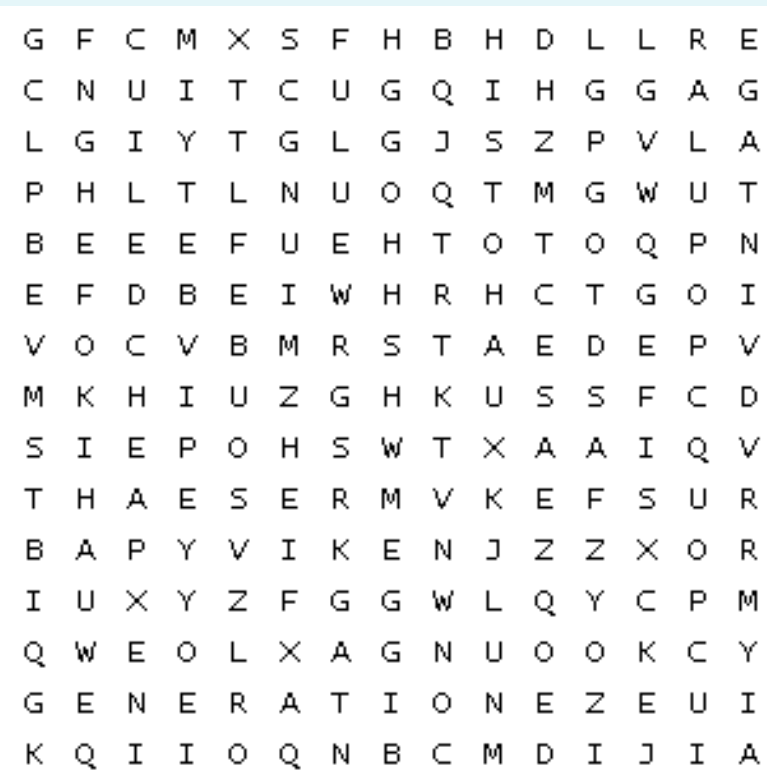 G F C M X S F H B H D L L R E
C N U I T C U G Q I H G G A G
L G I Y T G L G J S Z P V L A
P H L T L N U O Q T M G W U T
B E E E F U E H T O T O Q P N
E F D B E I W H R H C T G O I
V O C V B M R S T A E D E P V
M K H I U Z G H K U S S F C D
S I E P O H S W T X A A I Q V
T H A E S E R M V K E F S U R
B A P Y V I K E N J Z Z X O R
I U X Y Z F G G W L Q Y C P M
Q W E O L X A G N U O O K C Y
G E N E R A T I O N E Z E U I
K Q I I O Q N B C M D I J I A